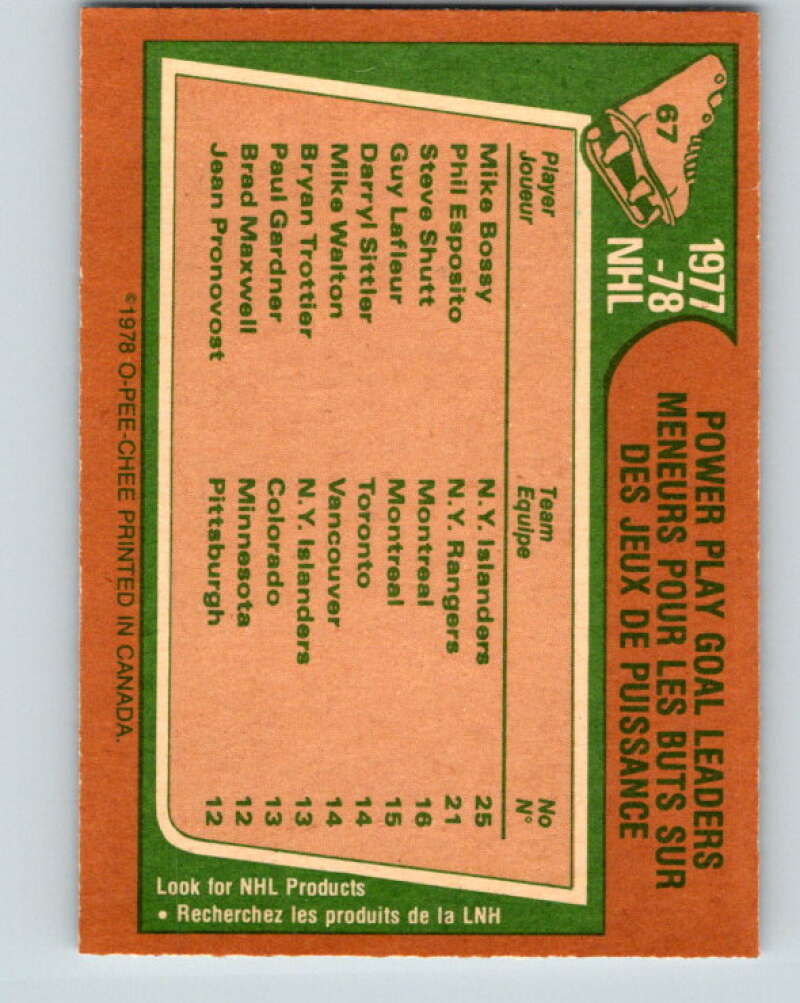 67
1977
-78
NHL
POWER PLAY GOAL LEADERS
MENEURS POUR LES BUTS SUR
DES JEUX DE PUISSANCE
Player Team No
Joueur Equipe N°
Mike Bossy N.Y. Islanders 25
Phil Esposito N.Y. Rangers 21
Steve Shutt Montreal 16
Guy Lafleur Montreal 15
Darryl Sittler Toronto 14
Mike Walton Vancouver 14
Bryan Trottier N.Y. Islanders 13
Paul Gardner Colorado 13
Brad Maxwell Minnesota 12
Jean Pronovost Pittsburgh 12
©1978 O-PEE-CHEE PRINTED IN CANADA.
Look for NHL Products
• Recherchez les produits de la LNH